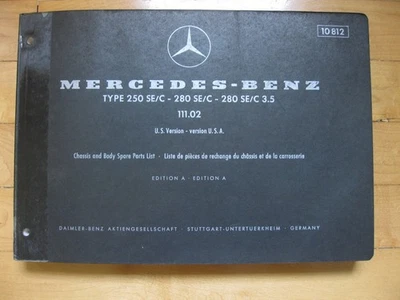 10 812
MERCEDES-BENZ
TYPE 250 SE/C - 280 SE/C - 280 SE/C 3.5
111.02
U.S. Version - version U.S.A.
Chassis and Body Spare Parts List - Liste de pièces de rechange du châssis et de la carrosserie
EDITION A - EDITION A
DAIMLER-BENZ AKTIENGESELLSCHAFT · STUTTGART-UNTERTUERKHEIM · GERMANY